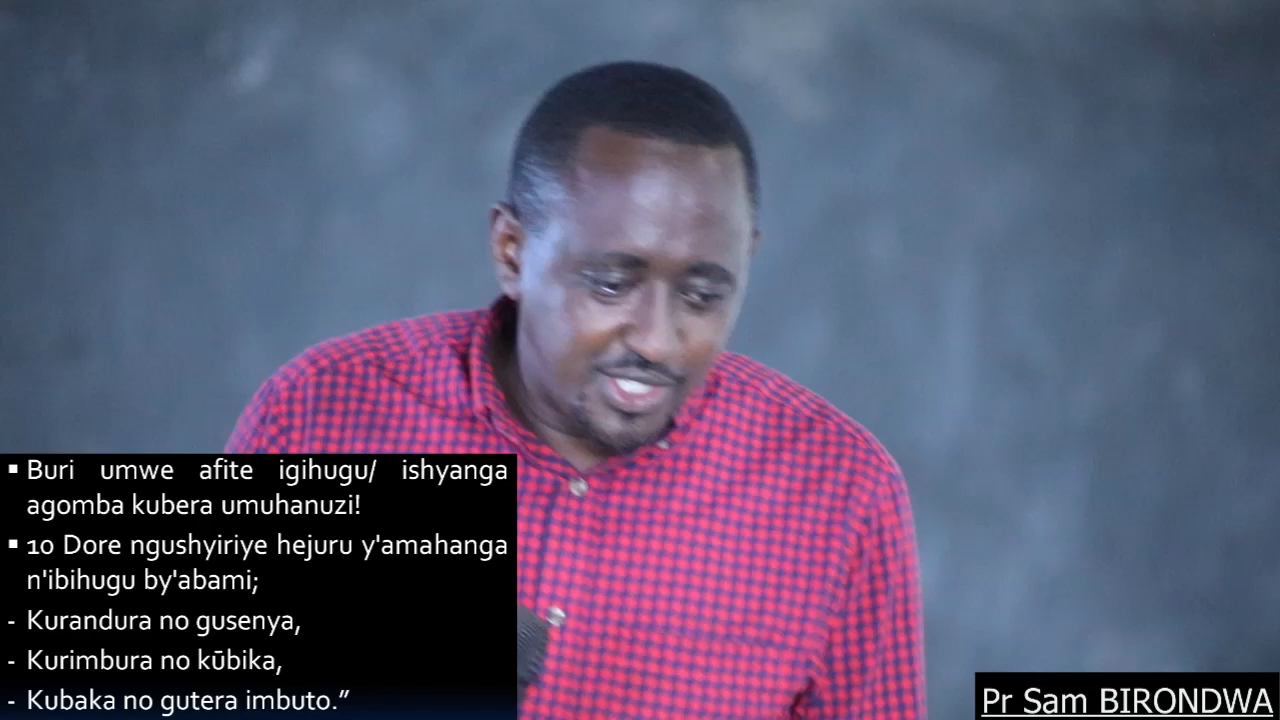 ▪ Buri umwe afite igihugu/ ishyanga
agomba kubera umuhanuzi!
▪ 10 Dore ngushyiriye hejuru y'amahanga
n'ibihugu by'abami;
- Kurandura no gusenya,
- Kurimbura no kūbika,
- Kubaka no gutera imbuto.”
Pr Sam BIRONDWA